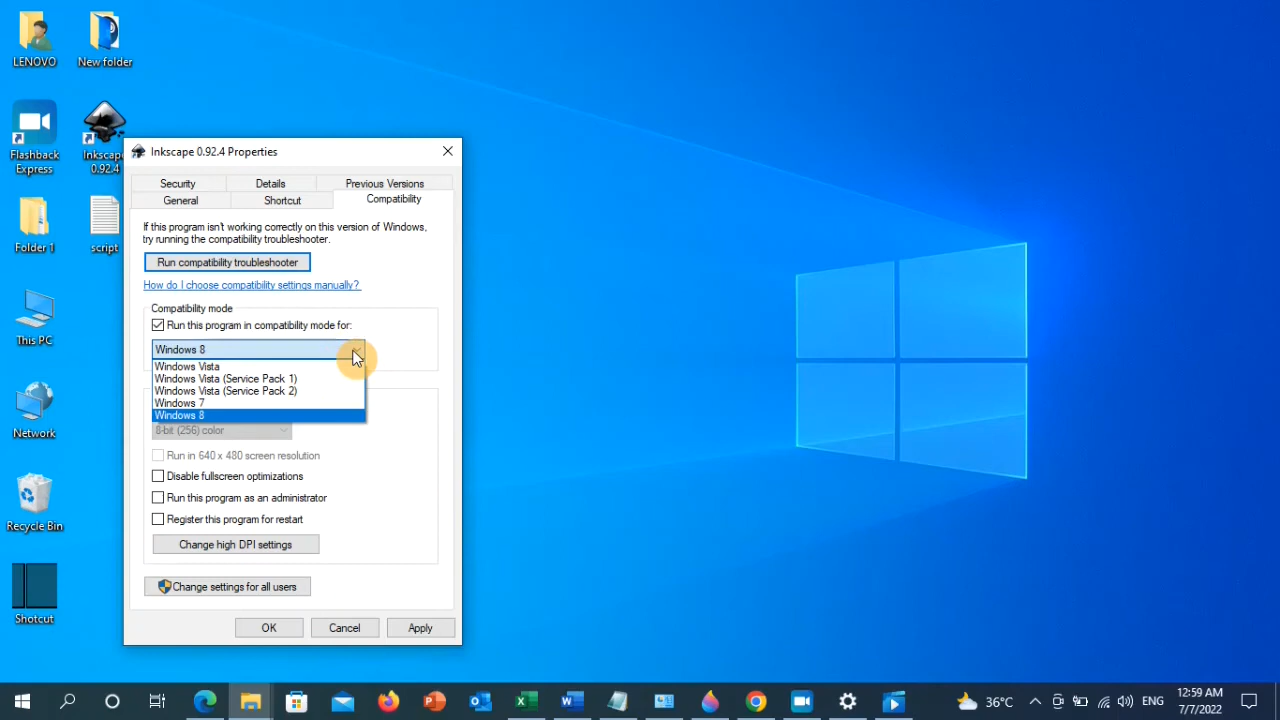 LENOVO
New folder
Flashback
Express
Inkscape
0.92.4
Folder 1
script
This PC
Network
Recycle Bin
Shotcut
Inkscape 0.92.4 Properties
Security
Details
Previous Versions
General
Shortcut
Compatibility
If this program isn't working correctly on this version of Windows,
try running the compatibility troubleshooter.
Run compatibility troubleshooter
How do I choose compatibility settings manually?
Compatibility mode
Run this program in compatibility mode for:
Windows 8
Windows Vista
Windows Vista (Service Pack 1)
Windows Vista (Service Pack 2)
Windows 7
Windows 8
8-bit (256) color
Run in 640 x 480 screen resolution
Disable fullscreen optimizations
Run this program as an administrator
Register this program for restart
Change high DPI settings
Change settings for all users
OK
Cancel
Apply
36°C
ENG
12:59 AM
7/7/2022